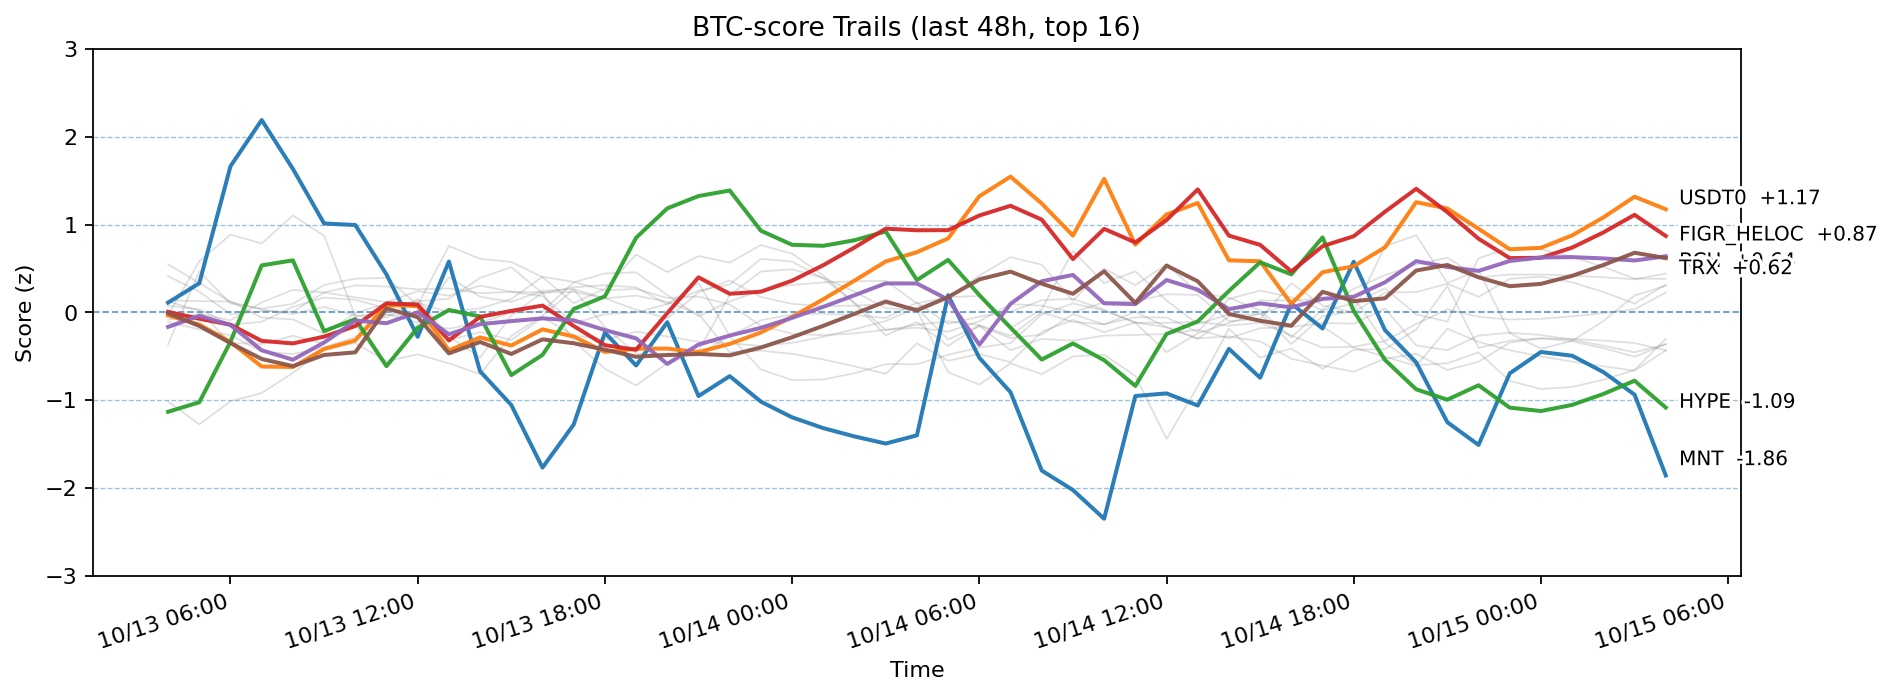 BTC-score Trails (last 48h, top 16)
Score (z)
3
2
1
0
−1
−2
−3
USDT0 +1.17
FIGR_HELOC +0.87
TRX +0.62
HYPE -1.09
MNT -1.86
10/13 06:00
10/13 12:00
10/13 18:00
10/14 00:00
10/14 06:00
10/14 12:00
10/14 18:00
10/15 00:00
10/15 06:00
Time